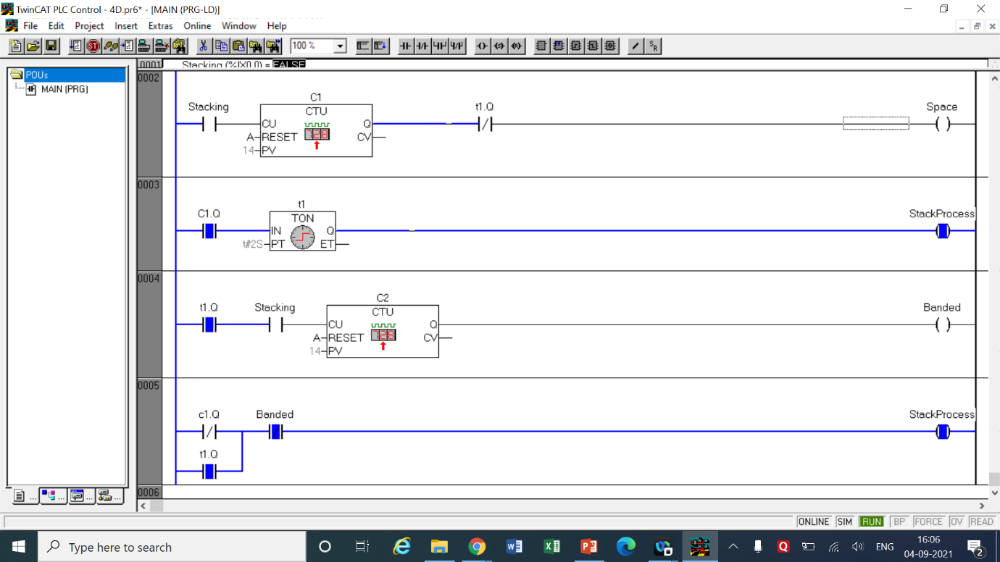 TwinCAT PLC Control - 4D.pr6* - [MAIN (PRG-LD)]
File Edit Project Insert Extras Online Window Help
100 %
POUs
MAIN (PRG)
0001 Stacking (%IX0.0) = FALSE
0002
Stacking
C1
CTU
CU Q
A RESET CV
14 PV
t1.Q
Space
0003
C1.Q
t1
TON
IN Q
t#2S PT ET
StackProcess
0004
t1.Q
Stacking
C2
CTU
CU Q
A RESET CV
14 PV
Banded
0005
c1.Q
Banded
StackProcess
t1.Q
0006
ONLINE SIM RUN BP FORCE OV READ
Type here to search
ENG
16:06
04-09-2021
2